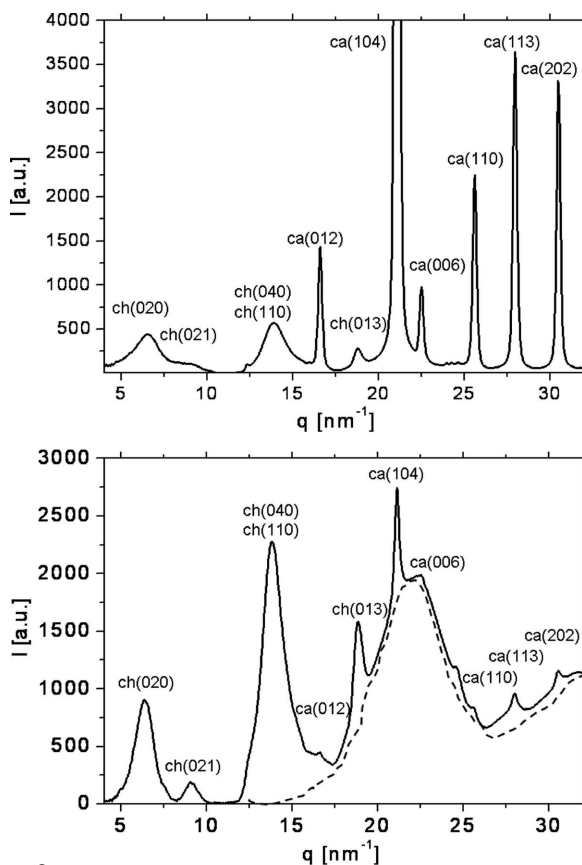 4000
3500
3000
2500
2000
1500
1000
500
I [a.u.]
ca(104)
ca(113)
ca(202)
ca(110)
ca(012)
ca(006)
ch(020)
ch(021)
ch(040)
ch(110)
ch(013)
5 10 15 20 25 30
q [nm⁻¹]
3000
2500
2000
1500
1000
500
0
I [a.u.]
ca(104)
ch(040)
ch(110)
ca(006)
ch(013)
ch(020)
ca(012)
ca(202)
ca(113)
ca(110)
ch(021)
5 10 15 20 25 30
q [nm⁻¹]